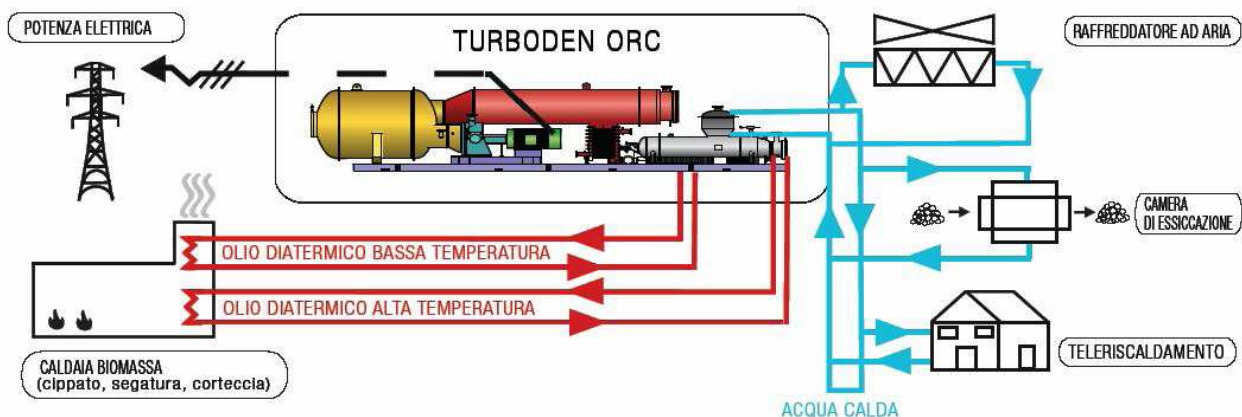 POTENZA ELETTRICA
TURBODEN ORC
RAFFREDDATORE AD ARIA
CAMERA
DI ESSICCAZIONE
OLIO DIATERMICO BASSA TEMPERATURA
OLIO DIATERMICO ALTA TEMPERATURA
TELERISCALDAMENTO
CALDAIA BIOMASSA
(cippato, segatura, corteccia)
ACQUA CALDA